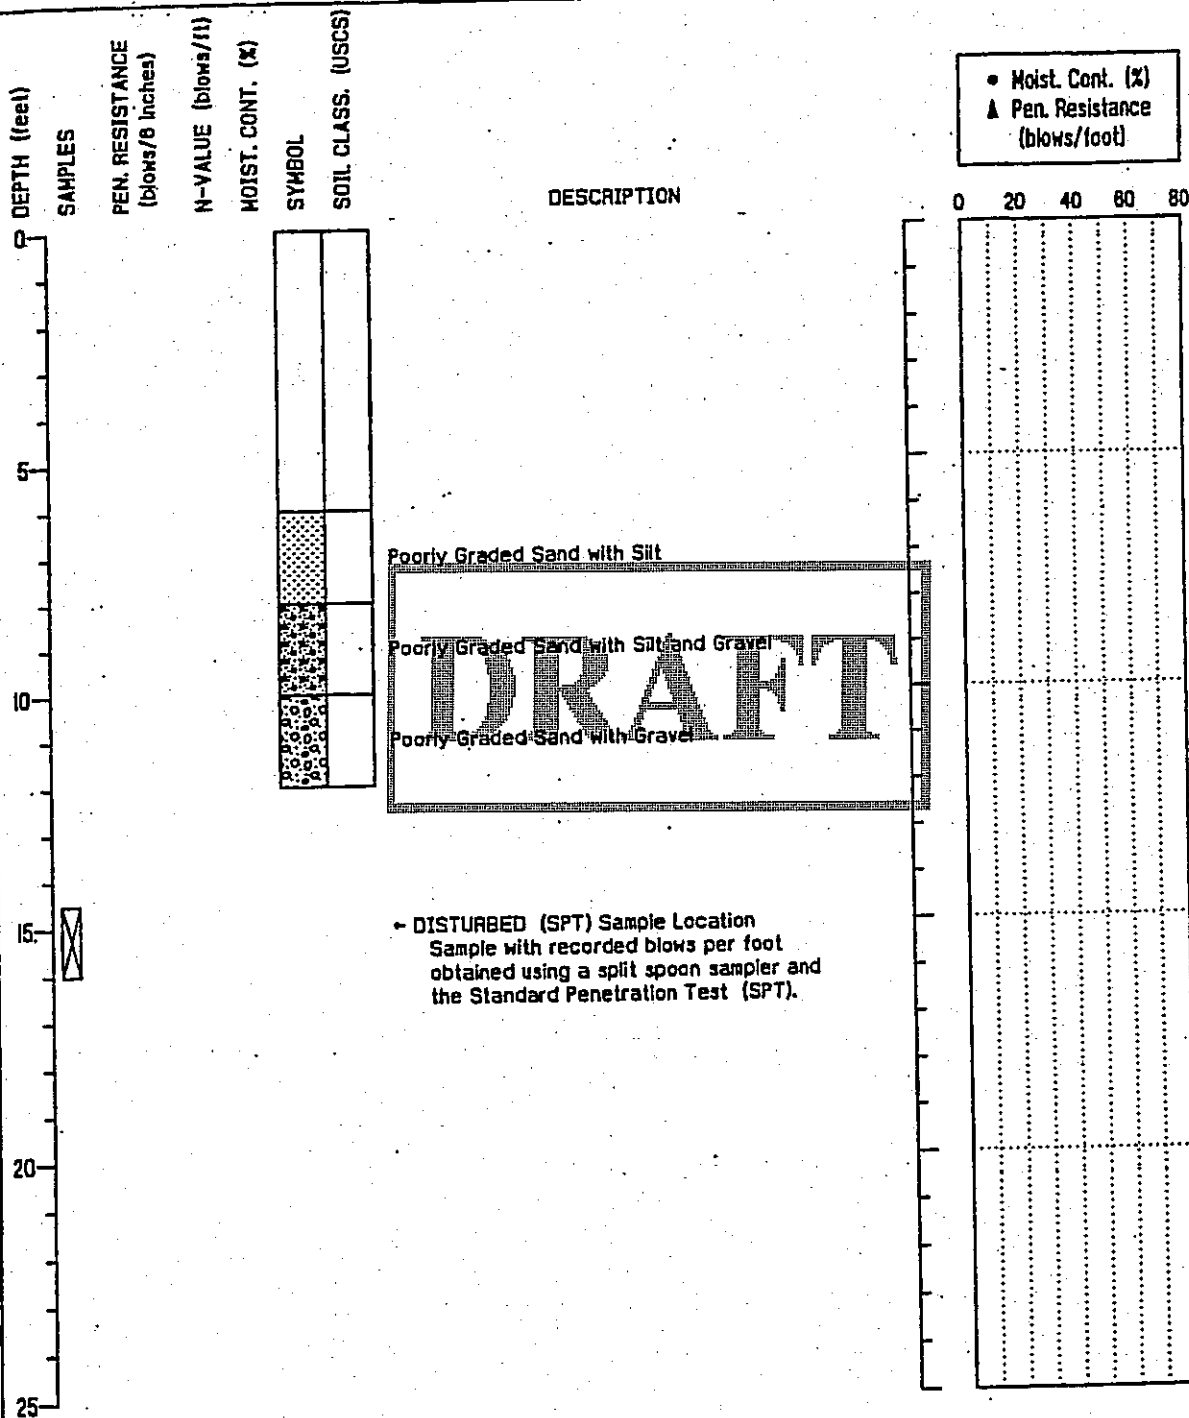 DEPTH (feet)
SAMPLES
PEN. RESISTANCE
(blows/6 inches)
N-VALUE (blows/ft)
MOIST. CONT. (%)
SYMBOL
SOIL CLASS. (USCS)
DESCRIPTION
● Moist. Cont. (%)
▲ Pen. Resistance
(blows/foot)
0 20 40 60 80
0
5
Poorly Graded Sand with Silt
Poorly Graded Sand with Silt and Gravel
DRAFT
10
Poorly Graded Sand with Gravel
15
← DISTURBED (SPT) Sample Location
Sample with recorded blows per foot
obtained using a split spoon sampler and
the Standard Penetration Test (SPT).
20
25